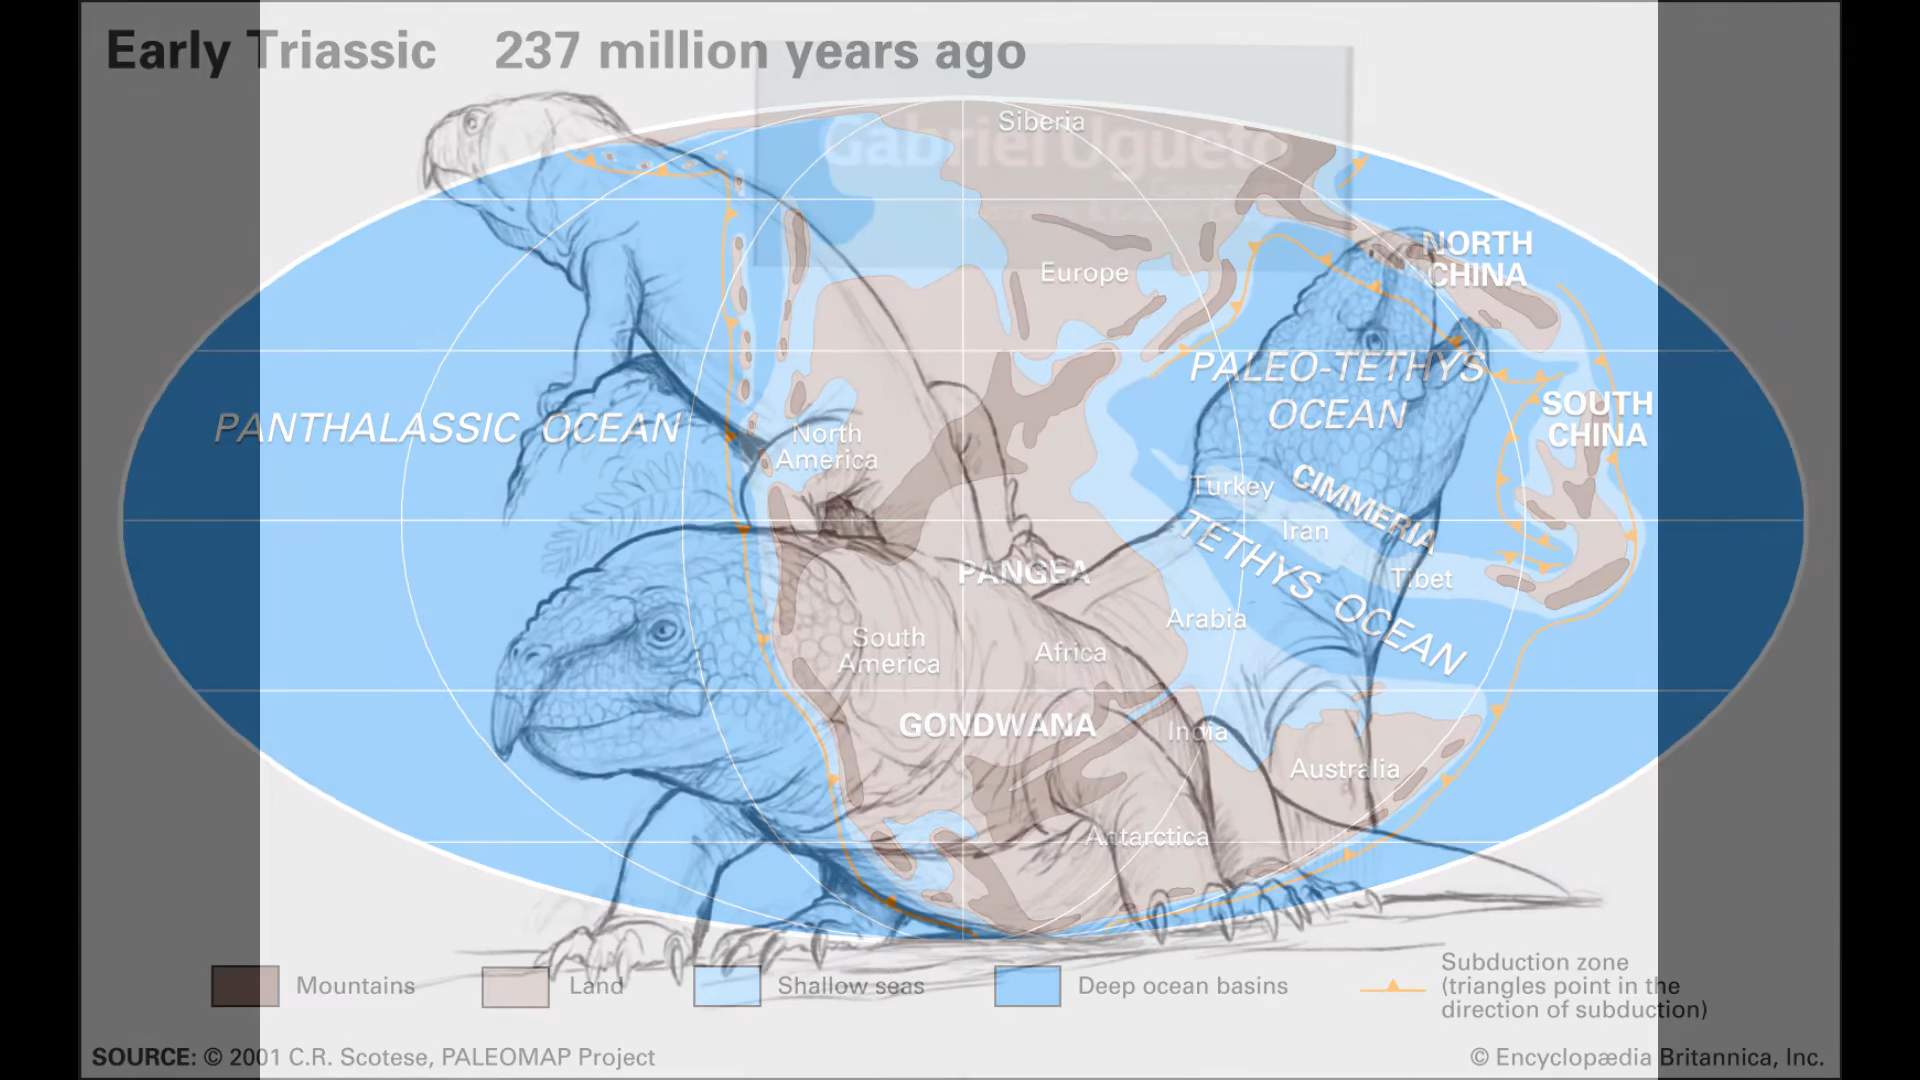 Early Triassic 237 million years ago
Siberia
Gabriel Ugueto
Europe
NORTH
CHINA
PALEO-TETHYS
OCEAN
SOUTH
CHINA
PANTHALASSIC OCEAN
North
America
Turkey
CIMMERIA
Iran
TETHYS OCEAN
Tibet
PANGEA
Arabia
South
America
Africa
GONDWANA
India
Australia
Antarctica
Mountains
Land
Shallow seas
Deep ocean basins
Subduction zone
(triangles point in the
direction of subduction)
SOURCE: © 2001 C.R. Scotese, PALEOMAP Project
© Encyclopædia Britannica, Inc.